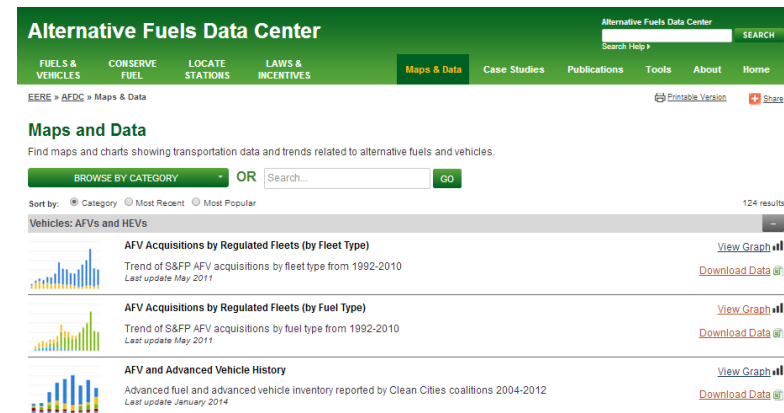 Alternative Fuels Data Center
Alternative Fuels Data Center
SEARCH
Search Help
FUELS & VEHICLES
CONSERVE FUEL
LOCATE STATIONS
LAWS & INCENTIVES
Maps & Data
Case Studies
Publications
Tools
About
Home
EERE » AFDC » Maps & Data
Printable Version
Share
Maps and Data
Find maps and charts showing transportation data and trends related to alternative fuels and vehicles.
BROWSE BY CATEGORY
OR
Search...
GO
Sort by: Category Most Recent Most Popular
124 results
Vehicles: AFVs and HEVs
AFV Acquisitions by Regulated Fleets (by Fleet Type)
View Graph
Trend of S&FP AFV acquisitions by fleet type from 1992-2010
Download Data
Last update May 2011
AFV Acquisitions by Regulated Fleets (by Fuel Type)
View Graph
Trend of S&FP AFV acquisitions by fuel type from 1992-2010
Download Data
Last update May 2011
AFV and Advanced Vehicle History
View Graph
Advanced fuel and advanced vehicle inventory reported by Clean Cities coalitions 2004-2012
Download Data
Last update January 2014